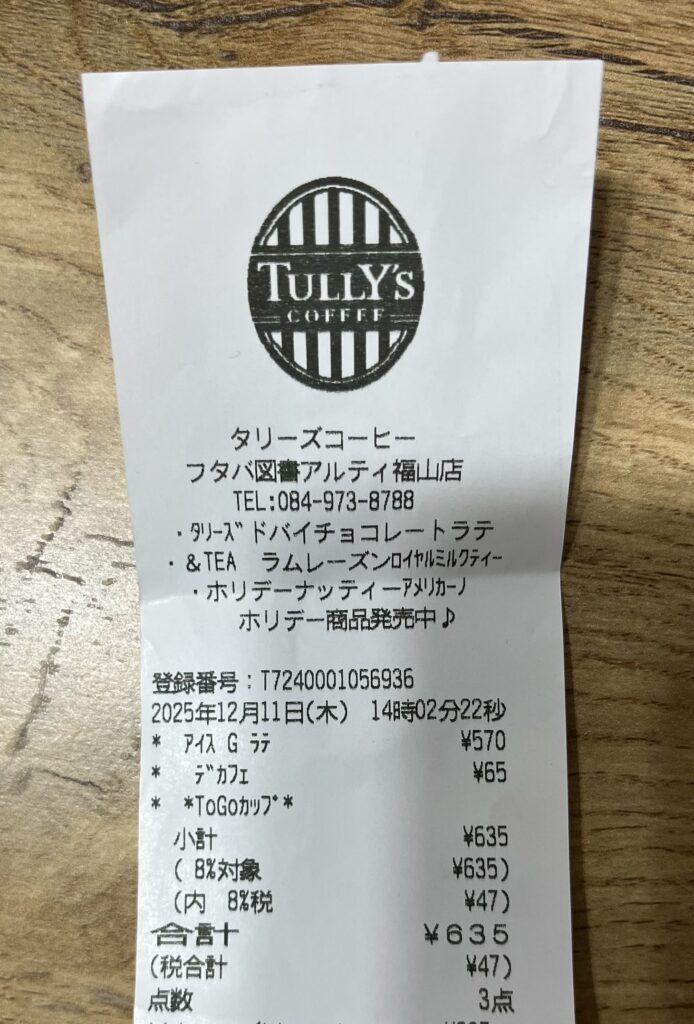 TULLY'S
COFFEE
タリーズコーヒー
フタバ図書アルティ福山店
TEL:084-973-8788
・ﾀﾘｰｽﾞドバイチョコレートラテ
・&TEA ラムレーズンﾛｲﾔﾙﾐﾙｸﾃｨｰ
・ホリデーナッティーｱﾒﾘｶｰﾉ
ホリデー商品発売中♪
登録番号:T7240001056936
2025年12月11日(木) 14時02分22秒
* ｱｲｽ G ﾗﾃ ¥570
* ﾃﾞｶﾌｪ ¥65
* *ToGoｶｯﾌﾟ*
小計 ¥635
( 8%対象 ¥635)
(内 8%税 ¥47)
合計 ¥635
(税合計 ¥47)
点数 3点